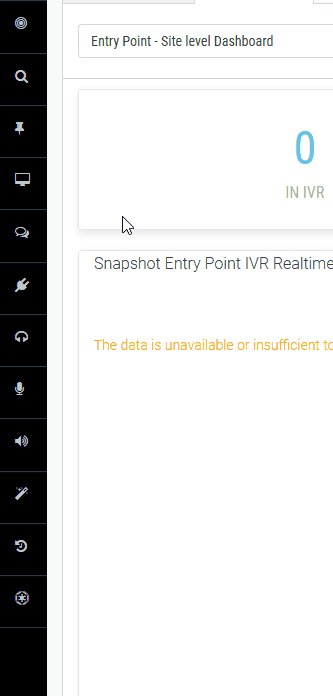 Entry Point - Site level Dashboard
0
IN IVR
Snapshot Entry Point IVR Realtime
The data is unavailable or insufficient to